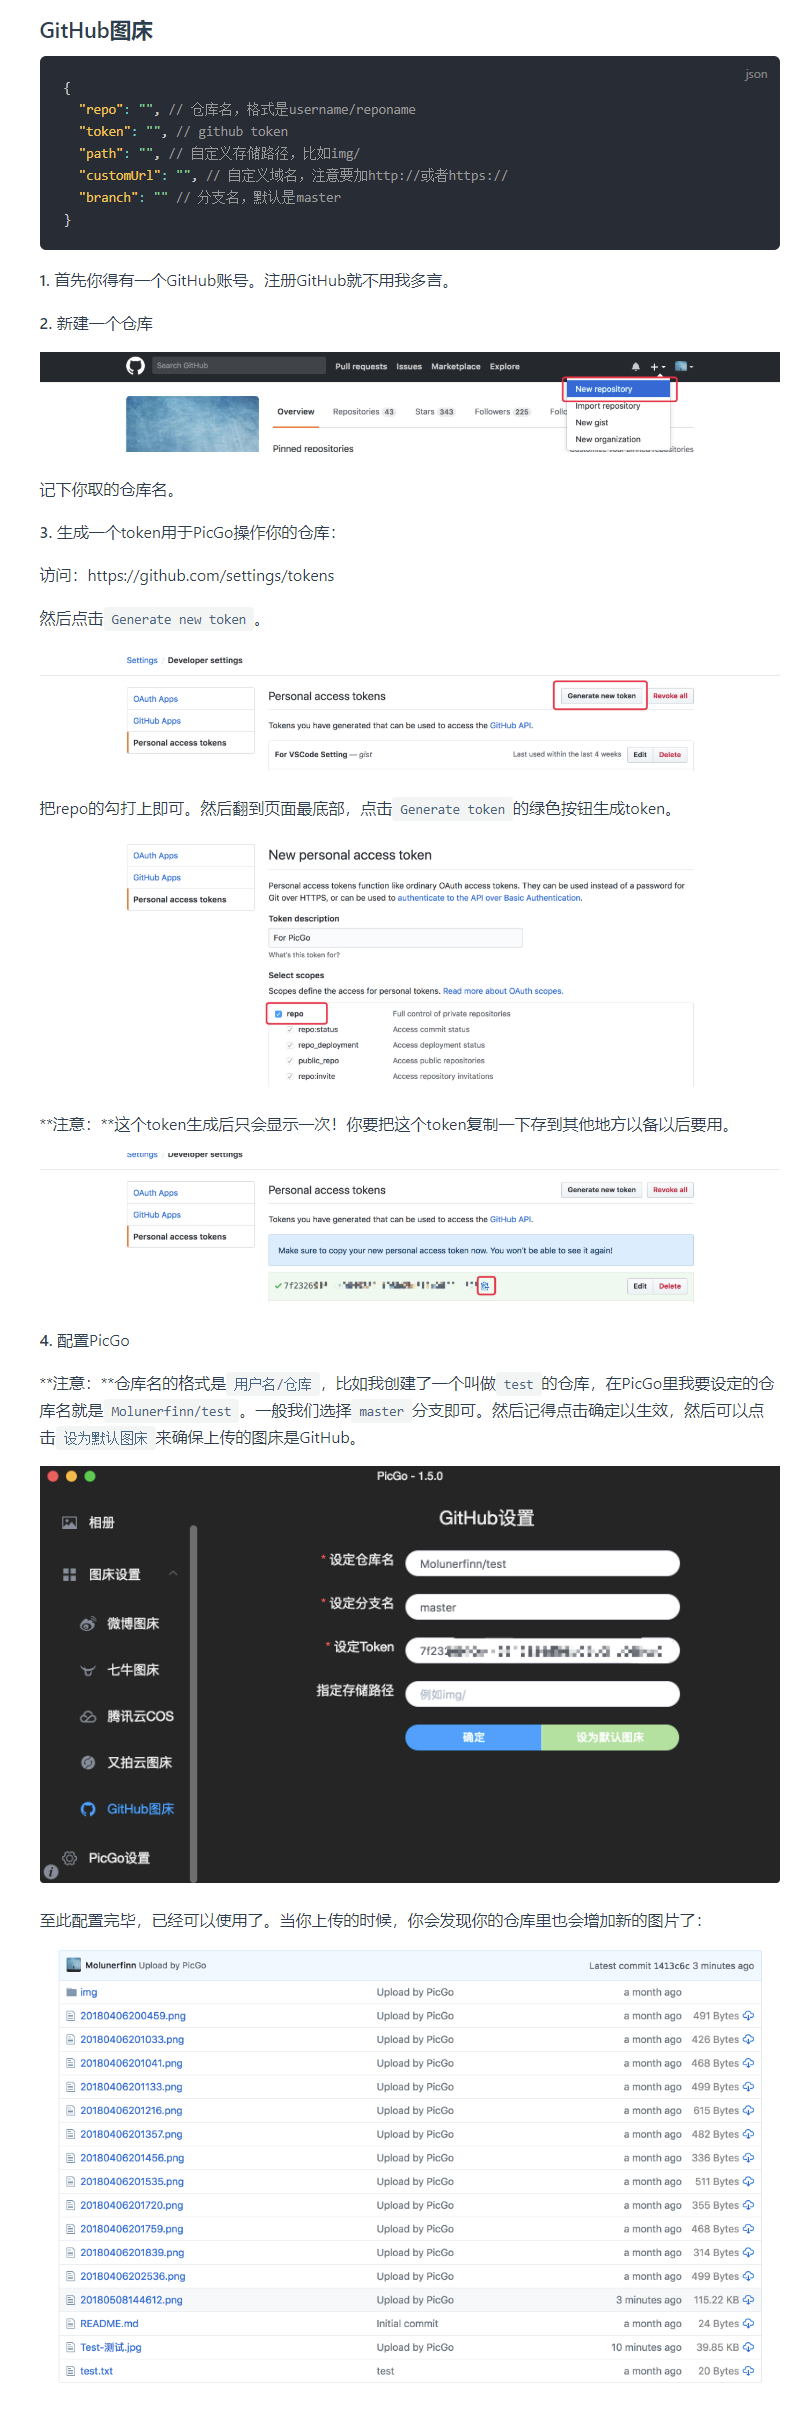 GitHub图床
json
{
"repo": "", // 仓库名，格式是username/reponame
"token": "", // github token
"path": "", // 自定义存储路径，比如img/
"customUrl": "", // 自定义域名，注意要加http://或者https://
"branch": "" // 分支名，默认是master
}
1. 首先你得有一个GitHub账号。注册GitHub就不用我多言。
2. 新建一个仓库
Search GitHub Pull requests Issues Marketplace Explore
New repository
Overview Repositories 43 Stars 343 Followers 225
Import repository
New gist
New organization
Pinned repositories
记下你取的仓库名。
3. 生成一个token用于PicGo操作你的仓库：
访问：https://github.com/settings/tokens
然后点击 Generate new token 。
Settings / Developer settings
OAuth Apps
GitHub Apps
Personal access tokens
Personal access tokens Generate new token Revoke all
Tokens you have generated that can be used to access the GitHub API.
For VSCode Setting — gist Last used within the last 4 weeks Edit Delete
把repo的勾打上即可。然后翻到页面最底部，点击 Generate token 的绿色按钮生成token。
OAuth Apps
GitHub Apps
Personal access tokens
New personal access token
Personal access tokens function like ordinary OAuth access tokens. They can be used instead of a password for
Git over HTTPS, or can be used to authenticate to the API over Basic Authentication.
Token description
For PicGo
What's this token for?
Select scopes
Scopes define the access for personal tokens. Read more about OAuth scopes.
repo Full control of private repositories
repo:status Access commit status
repo_deployment Access deployment status
public_repo Access public repositories
repo:invite Access repository invitations
**注意：**这个token生成后只会显示一次！你要把这个token复制一下存到其他地方以备以后要用。
Settings / Developer settings
OAuth Apps
GitHub Apps
Personal access tokens
Personal access tokens Generate new token Revoke all
Tokens you have generated that can be used to access the GitHub API.
Make sure to copy your new personal access token now. You won't be able to see it again!
7f2326 Edit Delete
4. 配置PicGo
**注意：**仓库名的格式是 用户名/仓库 ，比如我创建了一个叫做 test 的仓库，在PicGo里我要设定的仓
库名就是 Molunerfinn/test 。一般我们选择 master 分支即可。然后记得点击确定以生效，然后可以点
击 设为默认图床 来确保上传的图床是GitHub。
PicGo - 1.5.0
相册
图床设置
微博图床
七牛图床
腾讯云COS
又拍云图床
GitHub图床
PicGo设置
GitHub设置
* 设定仓库名 Molunerfinn/test
* 设定分支名 master
* 设定Token 7f232
指定存储路径 例如img/
确定 设为默认图床
至此配置完毕，已经可以使用了。当你上传的时候，你会发现你的仓库里也会增加新的图片了：
Molunerfinn Upload by PicGo Latest commit 1413c6c 3 minutes ago
img Upload by PicGo a month ago
20180406200459.png Upload by PicGo a month ago 491 Bytes
20180406201033.png Upload by PicGo a month ago 426 Bytes
20180406201041.png Upload by PicGo a month ago 468 Bytes
20180406201133.png Upload by PicGo a month ago 499 Bytes
20180406201216.png Upload by PicGo a month ago 615 Bytes
20180406201357.png Upload by PicGo a month ago 482 Bytes
20180406201456.png Upload by PicGo a month ago 336 Bytes
20180406201535.png Upload by PicGo a month ago 511 Bytes
20180406201720.png Upload by PicGo a month ago 355 Bytes
20180406201759.png Upload by PicGo a month ago 468 Bytes
20180406201839.png Upload by PicGo a month ago 314 Bytes
20180406202536.png Upload by PicGo a month ago 499 Bytes
20180508144612.png Upload by PicGo 3 minutes ago 115.22 KB
README.md Initial commit a month ago 24 Bytes
Test-测试.jpg Upload by PicGo 10 minutes ago 39.85 KB
test.txt test a month ago 20 Bytes